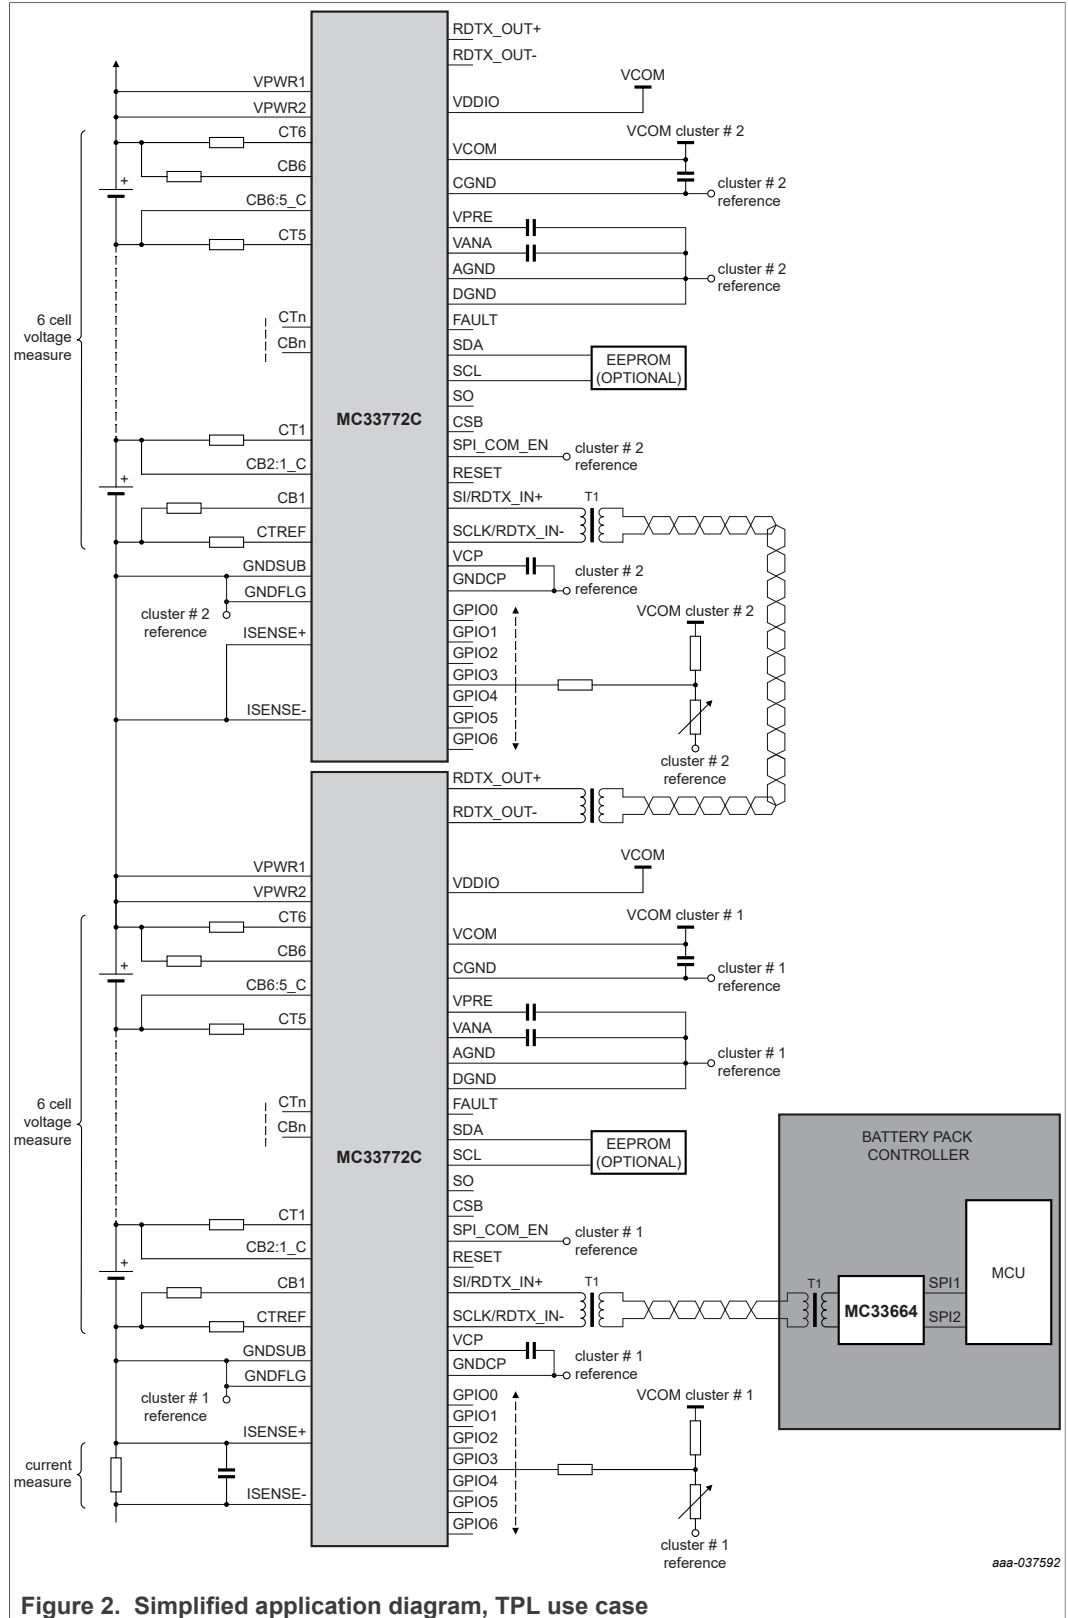 RDTX_OUT+
RDTX_OUT-
VCOM
VPWR1
VDDIO
VPWR2
VCOM cluster # 2
CT6
VCOM
CB6
CGND
cluster # 2
reference
CB6:5_C
VPRE
CT5
VANA
AGND
cluster # 2
reference
DGND
6 cell
voltage
measure
CTn
FAULT
CBn
SDA
EEPROM
(OPTIONAL)
SCL
SO
MC33772C
CSB
CT1
SPI_COM_EN
cluster # 2
reference
CB2:1_C
RESET
CB1
SI/RDTX_IN+
T1
CTREF
SCLK/RDTX_IN-
VCP
GNDSUB
GNDCP
cluster # 2
reference
GNDFLG
cluster # 2
reference
GPIO0
VCOM cluster # 2
ISENSE+
GPIO1
GPIO2
GPIO3
GPIO4
ISENSE-
GPIO5
GPIO6
cluster # 2
reference
RDTX_OUT+
RDTX_OUT-
VCOM
VPWR1
VDDIO
VPWR2
VCOM cluster # 1
CT6
VCOM
CB6
CGND
cluster # 1
reference
CB6:5_C
VPRE
CT5
VANA
AGND
cluster # 1
reference
DGND
6 cell
voltage
measure
CTn
FAULT
CBn
SDA
EEPROM
(OPTIONAL)
SCL
SO
MC33772C
CSB
CT1
SPI_COM_EN
cluster # 1
reference
CB2:1_C
RESET
CB1
SI/RDTX_IN+
T1
CTREF
SCLK/RDTX_IN-
VCP
GNDSUB
GNDCP
cluster # 1
reference
GNDFLG
cluster # 1
reference
BATTERY PACK
CONTROLLER
T1
MC33664
SPI1
SPI2
MCU
GPIO0
VCOM cluster # 1
GPIO1
ISENSE+
GPIO2
GPIO3
current
measure
GPIO4
ISENSE-
GPIO5
GPIO6
cluster # 1
reference
aaa-037592
Figure 2. Simplified application diagram, TPL use case